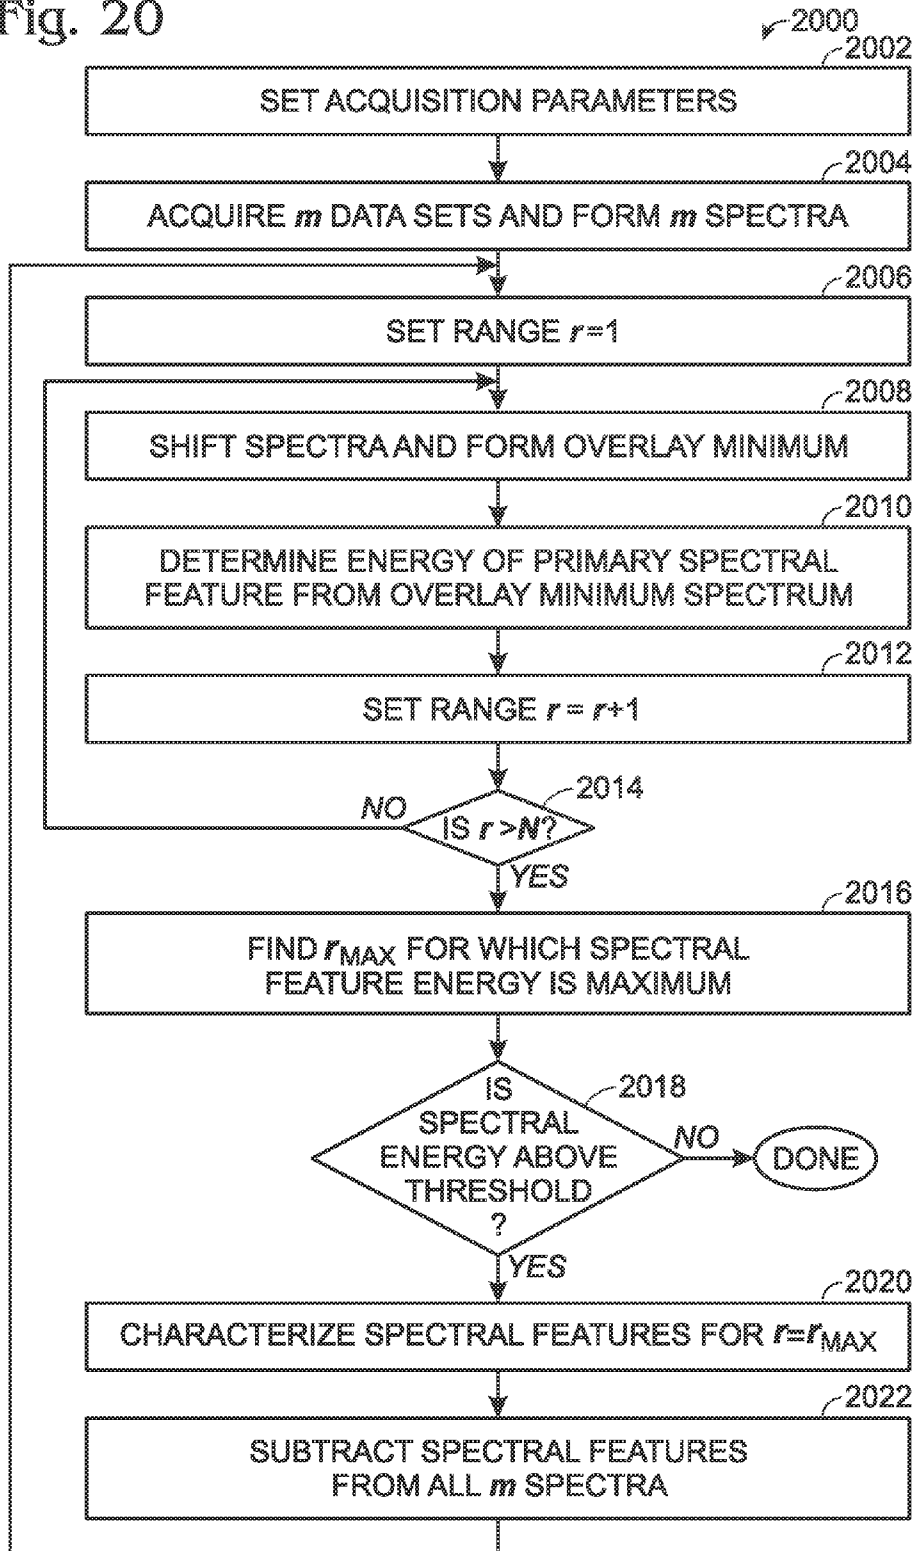 Fig. 20
2000
2002
SET ACQUISITION PARAMETERS
2004
ACQUIRE m DATA SETS AND FORM m SPECTRA
2006
SET RANGE r=1
2008
SHIFT SPECTRA AND FORM OVERLAY MINIMUM
2010
DETERMINE ENERGY OF PRIMARY SPECTRAL
FEATURE FROM OVERLAY MINIMUM SPECTRUM
2012
SET RANGE r = r+1
2014
NO
IS r >N?
YES
2016
FIND rMAX FOR WHICH SPECTRAL
FEATURE ENERGY IS MAXIMUM
2018
IS
SPECTRAL
ENERGY ABOVE
THRESHOLD
?
NO
DONE
YES
2020
CHARACTERIZE SPECTRAL FEATURES FOR r=rMAX
2022
SUBTRACT SPECTRAL FEATURES
FROM ALL m SPECTRA